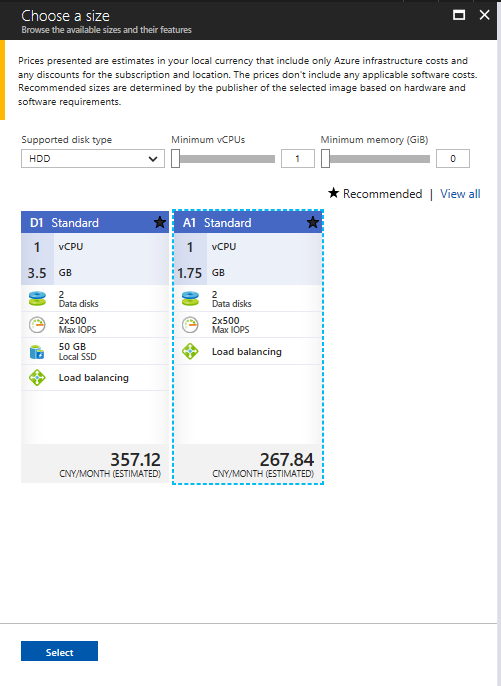 Choose a size
Browse the available sizes and their features
Prices presented are estimates in your local currency that include only Azure infrastructure costs and
any discounts for the subscription and location. The prices don't include any applicable software costs.
Recommended sizes are determined by the publisher of the selected image based on hardware and
software requirements.
Supported disk type
HDD
Minimum vCPUs
1
Minimum memory (GiB)
0
★ Recommended | View all
D1 Standard
1 vCPU
3.5 GB
2
Data disks
2x500
Max IOPS
50 GB
Local SSD
Load balancing
357.12
CNY/MONTH (ESTIMATED)
A1 Standard
1 vCPU
1.75 GB
2
Data disks
2x500
Max IOPS
Load balancing
267.84
CNY/MONTH (ESTIMATED)
Select